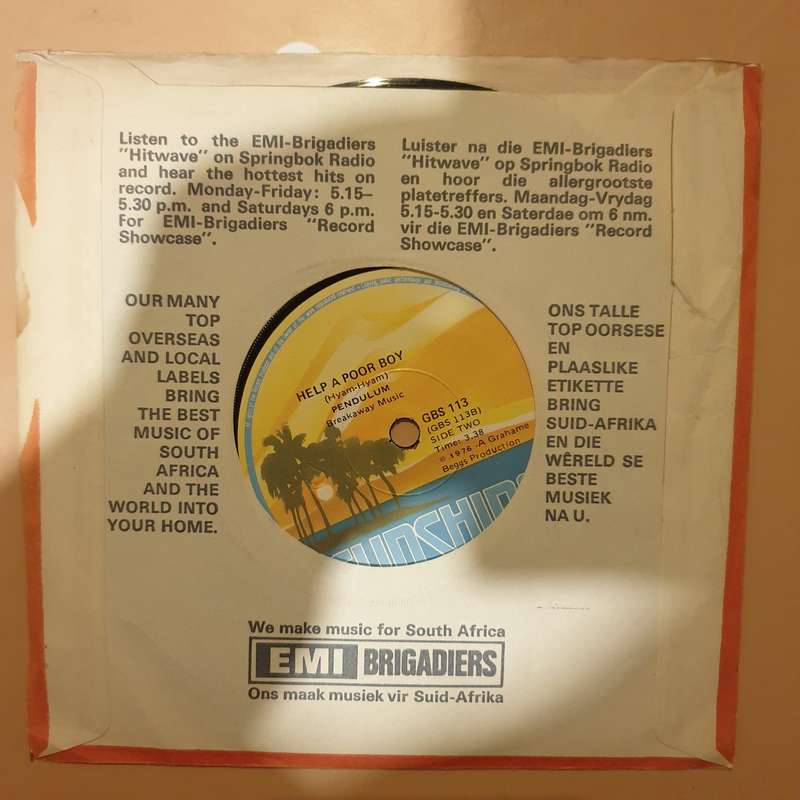 Listen to the EMI-Brigadiers
"Hitwave" on Springbok Radio
and hear the hottest hits on
record. Monday-Friday: 5.15–
5.30 p.m. and Saturdays 6 p.m.
For EMI-Brigadiers "Record
Showcase".
Luister na die EMI-Brigadiers
"Hitwave" op Springbok Radio
en hoor die allergrootste
platetreffers. Maandag-Vrydag
5.15-5.30 en Saterdae om 6 nm.
vir die EMI-Brigadiers "Record
Showcase".
OUR MANY
TOP
OVERSEAS
AND LOCAL
LABELS
BRING
THE BEST
MUSIC OF
SOUTH
AFRICA
AND THE
WORLD INTO
YOUR HOME.
HELP A POOR BOY
(Hyam-Hyam)
PENDULUM
Breakaway Music
GBS 113
(GBS 113B)
SIDE TWO
Time: 3.38
℗ 1976 .A Grahame
Beggs Production
ONS TALLE
TOP OORSESE
EN
PLAASLIKE
ETIKETTE
BRING
SUID-AFRIKA
EN DIE
WÊRELD SE
BESTE
MUSIEK
NA U.
We make music for South Africa
EMI BRIGADIERS
Ons maak musiek vir Suid-Afrika